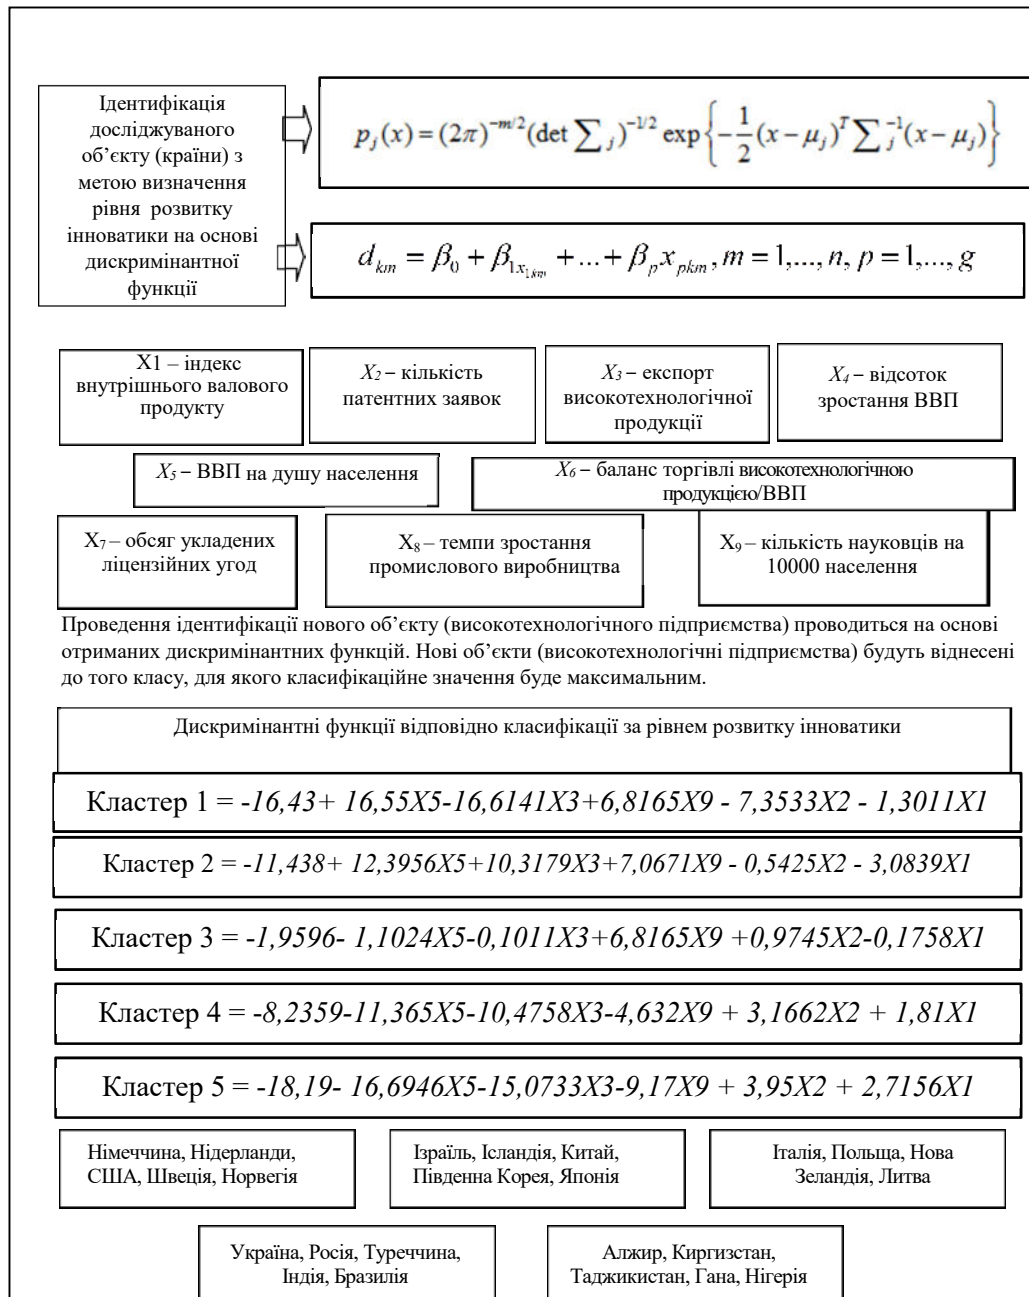 Ідентифікація
досліджуваного
об’єкту (країни) з
метою визначення
рівня розвитку
інноватики на основі
дискримінантної
функції
p_j(x) = (2π)^{-m/2} (det ∑_j)^{-1/2} exp{-1/2 (x − μ_j)^T ∑_j^{-1} (x − μ_j)}
d_{km} = β_0 + β_{1x_{1km}} + ... + β_p x_{pkm}, m = 1,..., n, p = 1,..., g
X1 – індекс
внутрішнього валового
продукту
X₂ – кількість
патентних заявок
X₃ – експорт
високотехнологічної
продукції
X₄ – відсоток
зростання ВВП
X₅ – ВВП на душу населення
X₆ – баланс торгівлі високотехнологічною
продукцією/ВВП
X₇ – обсяг укладених
ліцензійних угод
X₈ – темпи зростання
промислового виробництва
X₉ – кількість науковців на
10000 населення
Проведення ідентифікації нового об’єкту (високотехнологічного підприємства) проводиться на основі
отриманих дискримінантних функцій. Нові об’єкти (високотехнологічні підприємства) будуть віднесені
до того класу, для якого класифікаційне значення буде максимальним.
Дискримінантні функції відповідно класифікації за рівнем розвитку інноватики
Кластер 1 = -16,43+ 16,55X5-16,6141X3+6,8165X9 - 7,3533X2 - 1,3011X1
Кластер 2 = -11,438+ 12,3956X5+10,3179X3+7,0671X9 - 0,5425X2 - 3,0839X1
Кластер 3 = -1,9596- 1,1024X5-0,1011X3+6,8165X9 +0,9745X2-0,1758X1
Кластер 4 = -8,2359-11,365X5-10,4758X3-4,632X9 + 3,1662X2 + 1,81X1
Кластер 5 = -18,19- 16,6946X5-15,0733X3-9,17X9 + 3,95X2 + 2,7156X1
Німеччина, Нідерланди,
США, Швеція, Норвегія
Ізраїль, Ісландія, Китай,
Південна Корея, Японія
Італія, Польща, Нова
Зеландія, Литва
Україна, Росія, Туреччина,
Індія, Бразилія
Алжир, Киргизстан,
Таджикистан, Гана, Нігерія